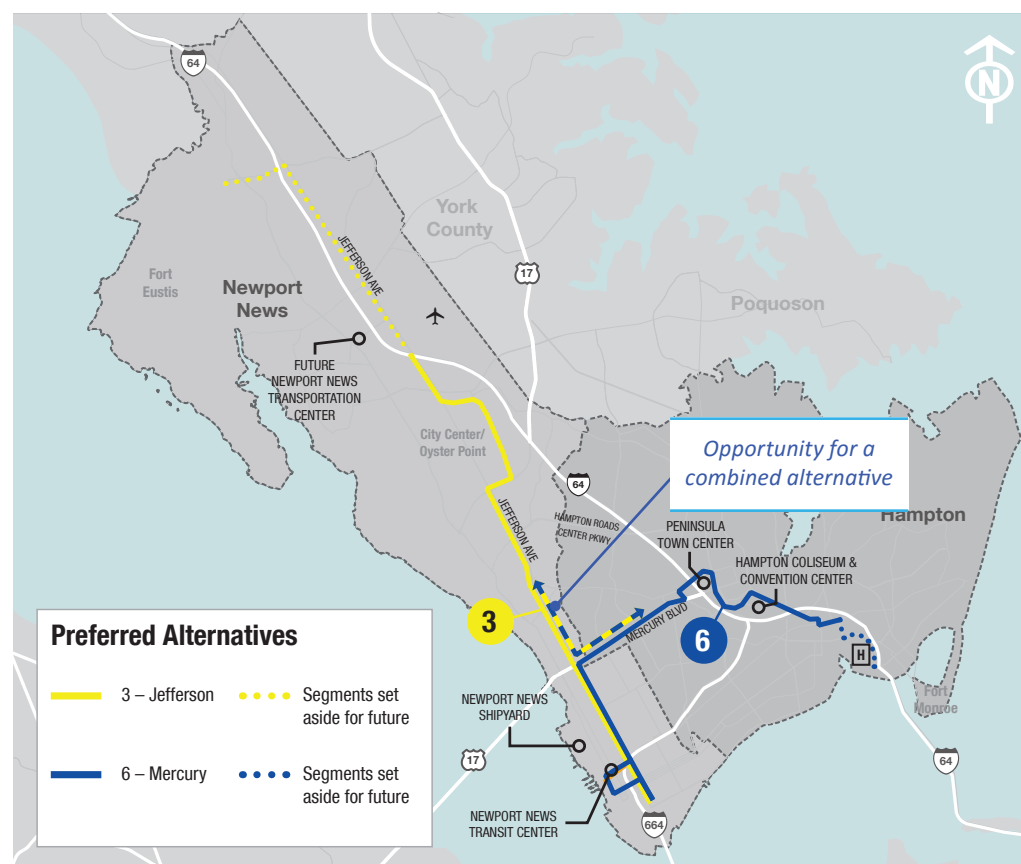 64
N
York
County
JEFFERSON AVE
17
Fort
Eustis
Newport
News
Poquoson
FUTURE
NEWPORT NEWS
TRANSPORTATION
CENTER
City Center/
Oyster Point
Opportunity for a
combined alternative
64
HAMPTON ROADS
CENTER PKWY
Hampton
JEFFERSON AVE
PENINSULA
TOWN CENTER
HAMPTON COLISEUM &
CONVENTION CENTER
MERCURY BLVD
3
6
H
Fort
Monroe
Preferred Alternatives
3 – Jefferson
Segments set
aside for future
6 – Mercury
Segments set
aside for future
NEWPORT NEWS
SHIPYARD
17
64
NEWPORT NEWS
TRANSIT CENTER
664